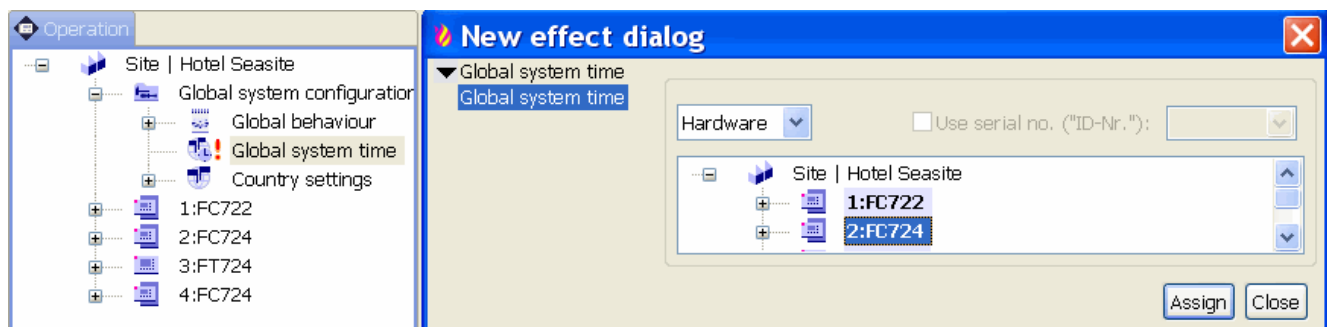 Operation
Site | Hotel Seasite
Global system configuration
Global behaviour
Global system time
Country settings
1:FC722
2:FC724
3:FT724
4:FC724
New effect dialog
Global system time
Global system time
Hardware
Use serial no. ("ID-Nr."):
Site | Hotel Seasite
1:FC722
2:FC724
Assign
Close